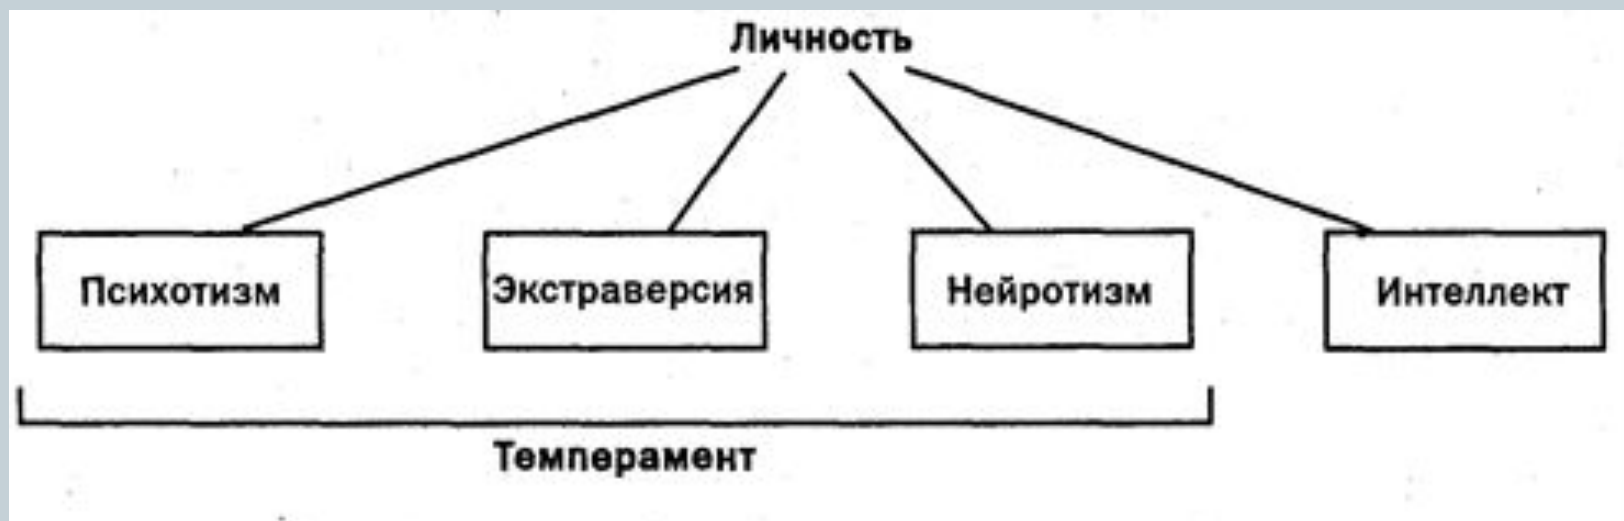 Личность
Психотизм
Экстраверсия
Нейротизм
Интеллект
Темперамент